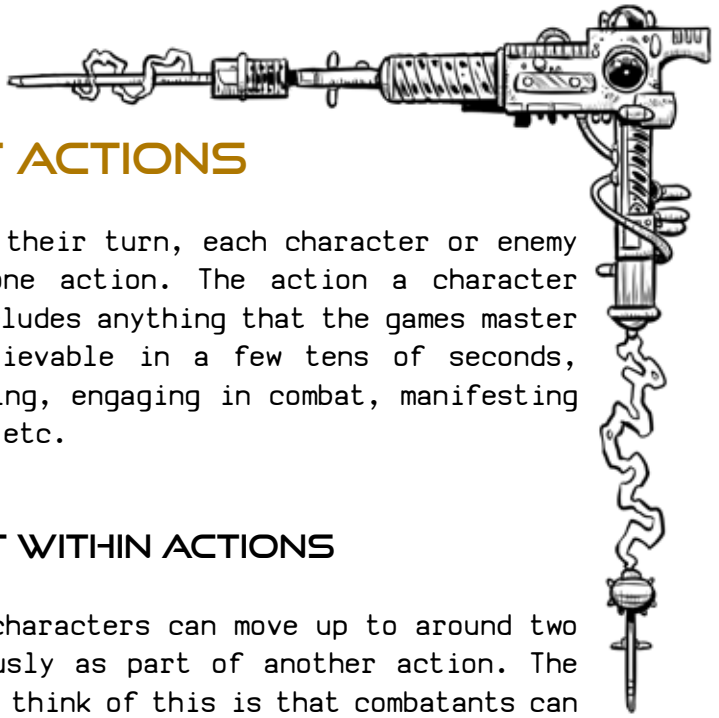 ACTIONS
their turn, each character or enemy
one action. The action a character
cludes anything that the games master
ievable in a few tens of seconds,
ing, engaging in combat, manifesting
etc.
WITHIN ACTIONS
characters can move up to around two
usly as part of another action. The
think of this is that combatants can